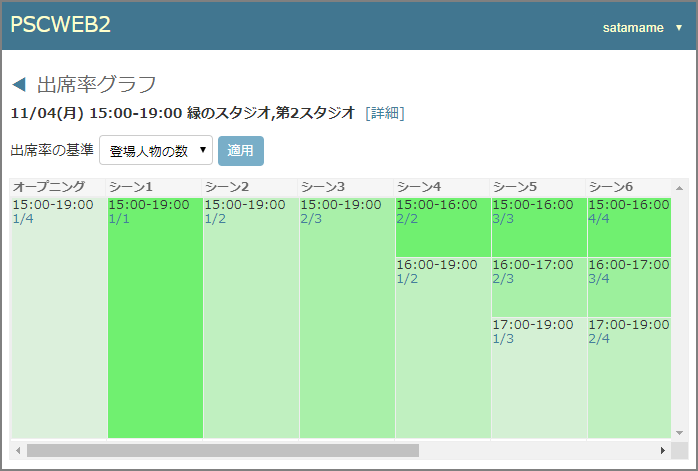 PSCWEB2
satamame ▼
◀ 出席率グラフ
11/04(月) 15:00-19:00 緑のスタジオ,第2スタジオ [詳細]
出席率の基準 登場人物の数 ▼ 適用
オープニング シーン1 シーン2 シーン3 シーン4 シーン5 シーン6
15:00-19:00 15:00-19:00 15:00-19:00 15:00-19:00 15:00-16:00 15:00-16:00 15:00-16:00
1/4 1/1 1/2 2/3 2/2 3/3 4/4
16:00-19:00 16:00-17:00 16:00-17:00
1/2 2/3 3/4
17:00-19:00 17:00-19:00
1/3 2/4